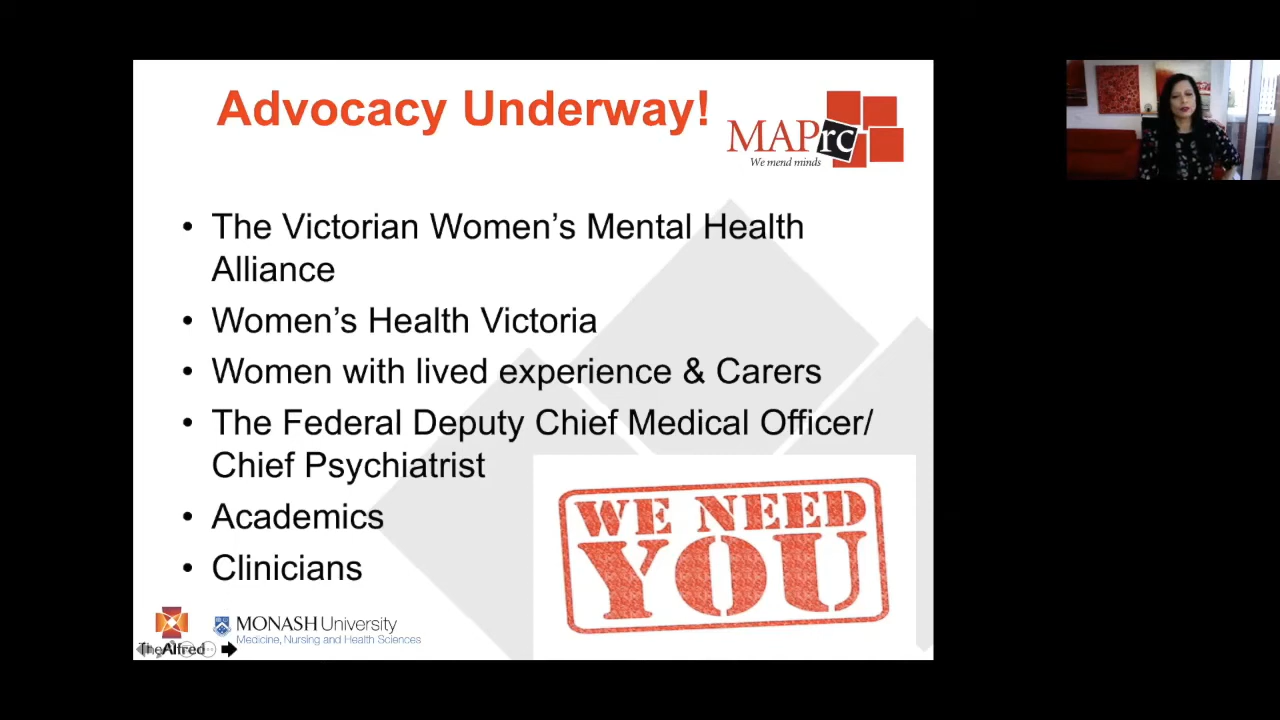 Advocacy Underway!
MAPrc
We mend minds
• The Victorian Women’s Mental Health
Alliance
• Women’s Health Victoria
• Women with lived experience & Carers
• The Federal Deputy Chief Medical Officer/
Chief Psychiatrist
• Academics
• Clinicians
WE NEED
YOU
MONASH University
Medicine, Nursing and Health Sciences
TheAlfred